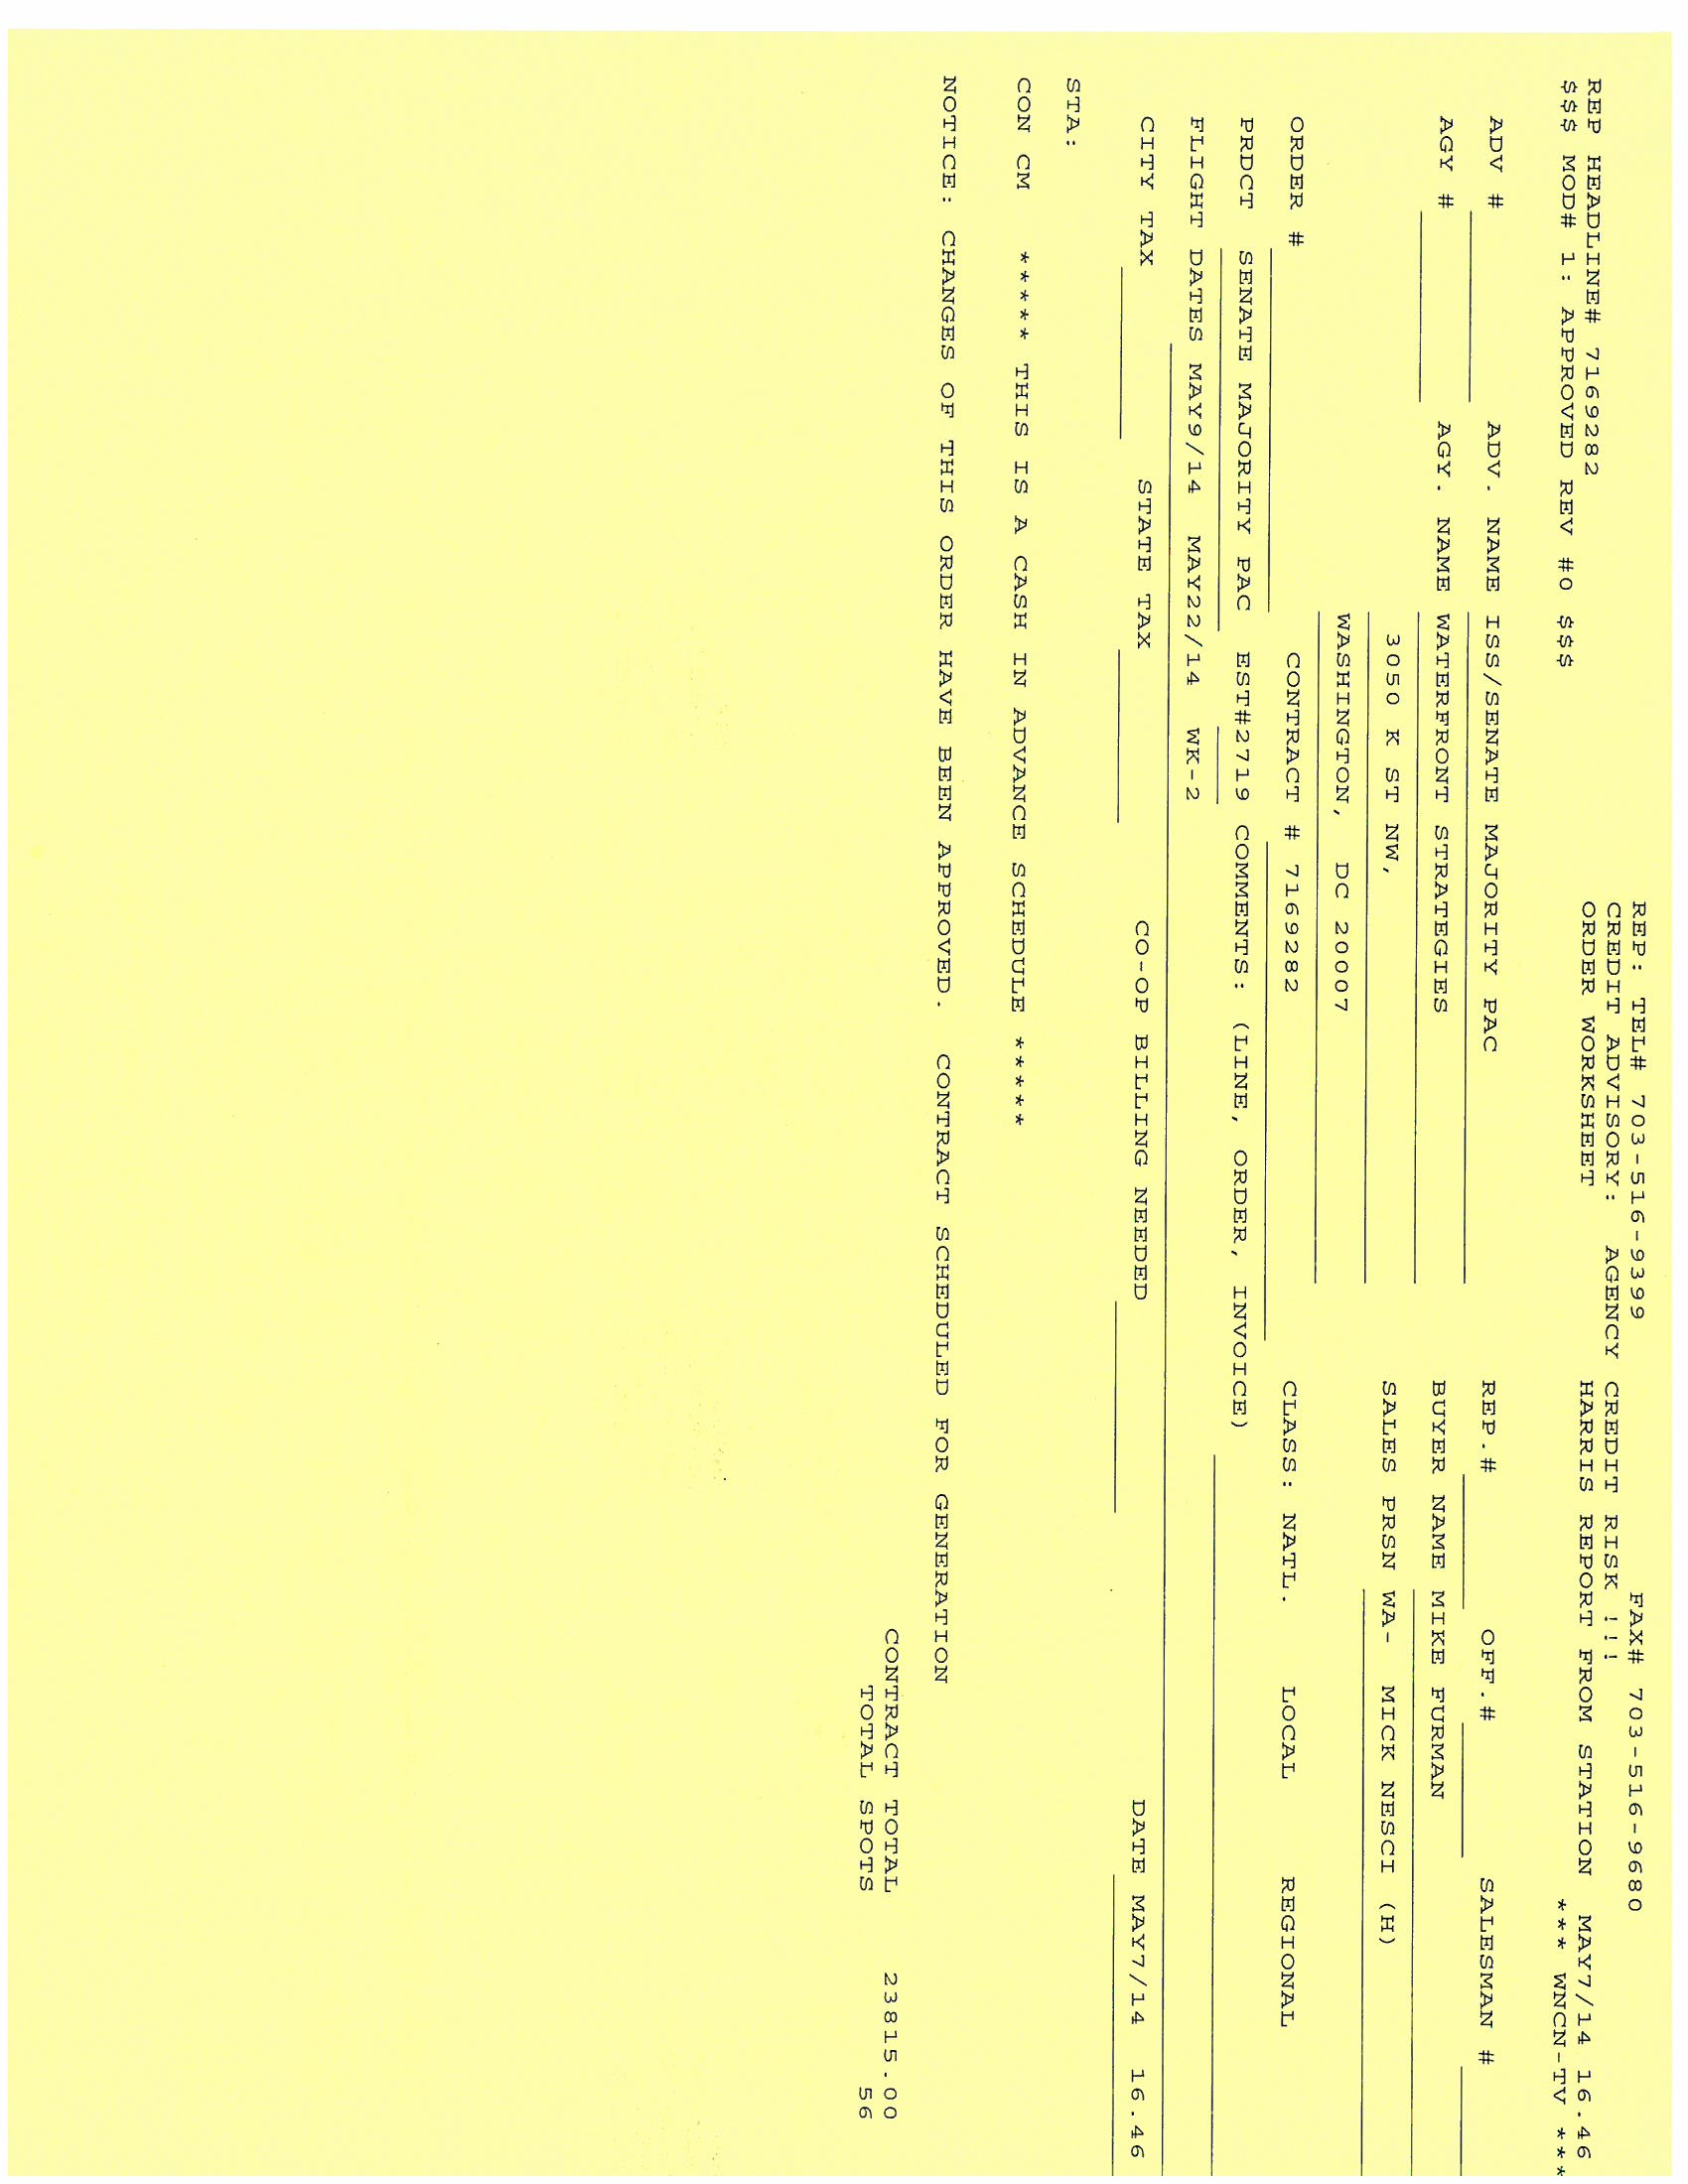 REP: TEL# 703-516-9399 FAX# 703-516-9680
CREDIT ADVISORY: AGENCY CREDIT RISK !!!
REP HEADLINE# 7169282 ORDER WORKSHEET HARRIS REPORT FROM STATION MAY7/14 16.46
$$$ MOD# 1: APPROVED REV #0 $$$ *** WNCN-TV ***
ADV # ADV. NAME ISS/SENATE MAJORITY PAC REP.# OFF.# SALESMAN #
AGY # AGY. NAME WATERFRONT STRATEGIES BUYER NAME MIKE FURMAN
3050 K ST NW, SALES PRSN WA- MICK NESCI (H)
WASHINGTON, DC 20007
ORDER # CONTRACT # 7169282 CLASS: NATL. LOCAL REGIONAL
PRDCT SENATE MAJORITY PAC EST#2719 COMMENTS: (LINE, ORDER, INVOICE)
FLIGHT DATES MAY9/14 MAY22/14 WK-2
CITY TAX STATE TAX CO-OP BILLING NEEDED DATE MAY7/14 16.46
STA:
CON CM ***** THIS IS A CASH IN ADVANCE SCHEDULE *****
NOTICE: CHANGES OF THIS ORDER HAVE BEEN APPROVED. CONTRACT SCHEDULED FOR GENERATION
CONTRACT TOTAL 23815.00
TOTAL SPOTS 56